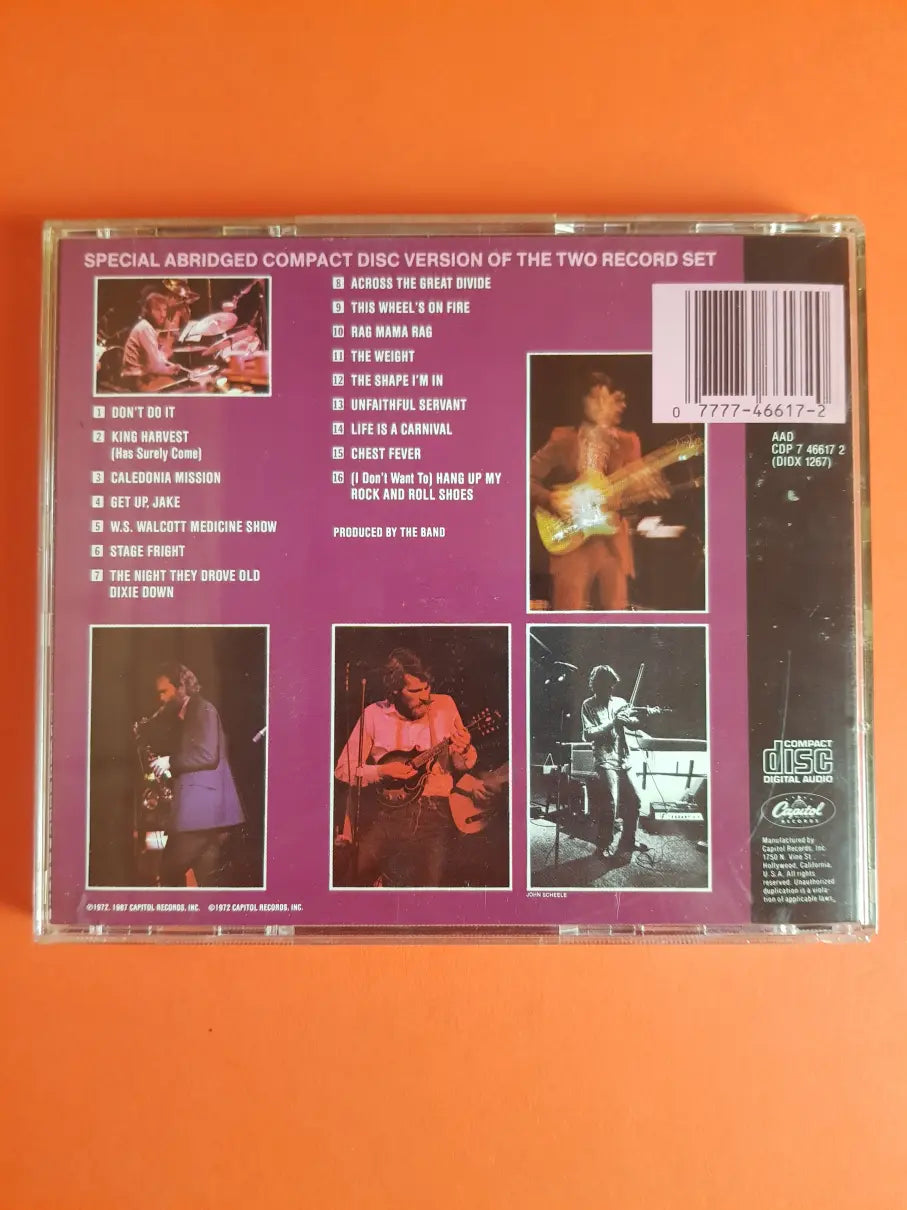 SPECIAL ABRIDGED COMPACT DISC VERSION OF THE TWO RECORD SET
1 DON'T DO IT
2 KING HARVEST
(Has Surely Come)
3 CALEDONIA MISSION
4 GET UP, JAKE
5 W.S. WALCOTT MEDICINE SHOW
6 STAGE FRIGHT
7 THE NIGHT THEY DROVE OLD
DIXIE DOWN
8 ACROSS THE GREAT DIVIDE
9 THIS WHEEL'S ON FIRE
10 RAG MAMA RAG
11 THE WEIGHT
12 THE SHAPE I'M IN
13 UNFAITHFUL SERVANT
14 LIFE IS A CARNIVAL
15 CHEST FEVER
16 (I Don't Want To) HANG UP MY
ROCK AND ROLL SHOES
PRODUCED BY THE BAND
0 7777-46617-2
AAD
CDP 7 46617 2
(DIDX 1267)
COMPACT
disc
DIGITAL AUDIO
Capitol
RECORDS
Manufactured by
Capitol Records, Inc.
1750 N. Vine St.
Hollywood, California,
U.S.A. All rights
reserved. Unauthorized
duplication is a viola-
tion of applicable laws.
JOHN SCHEELE
℗1972, 1987 CAPITOL RECORDS, INC. ©1972 CAPITOL RECORDS, INC.